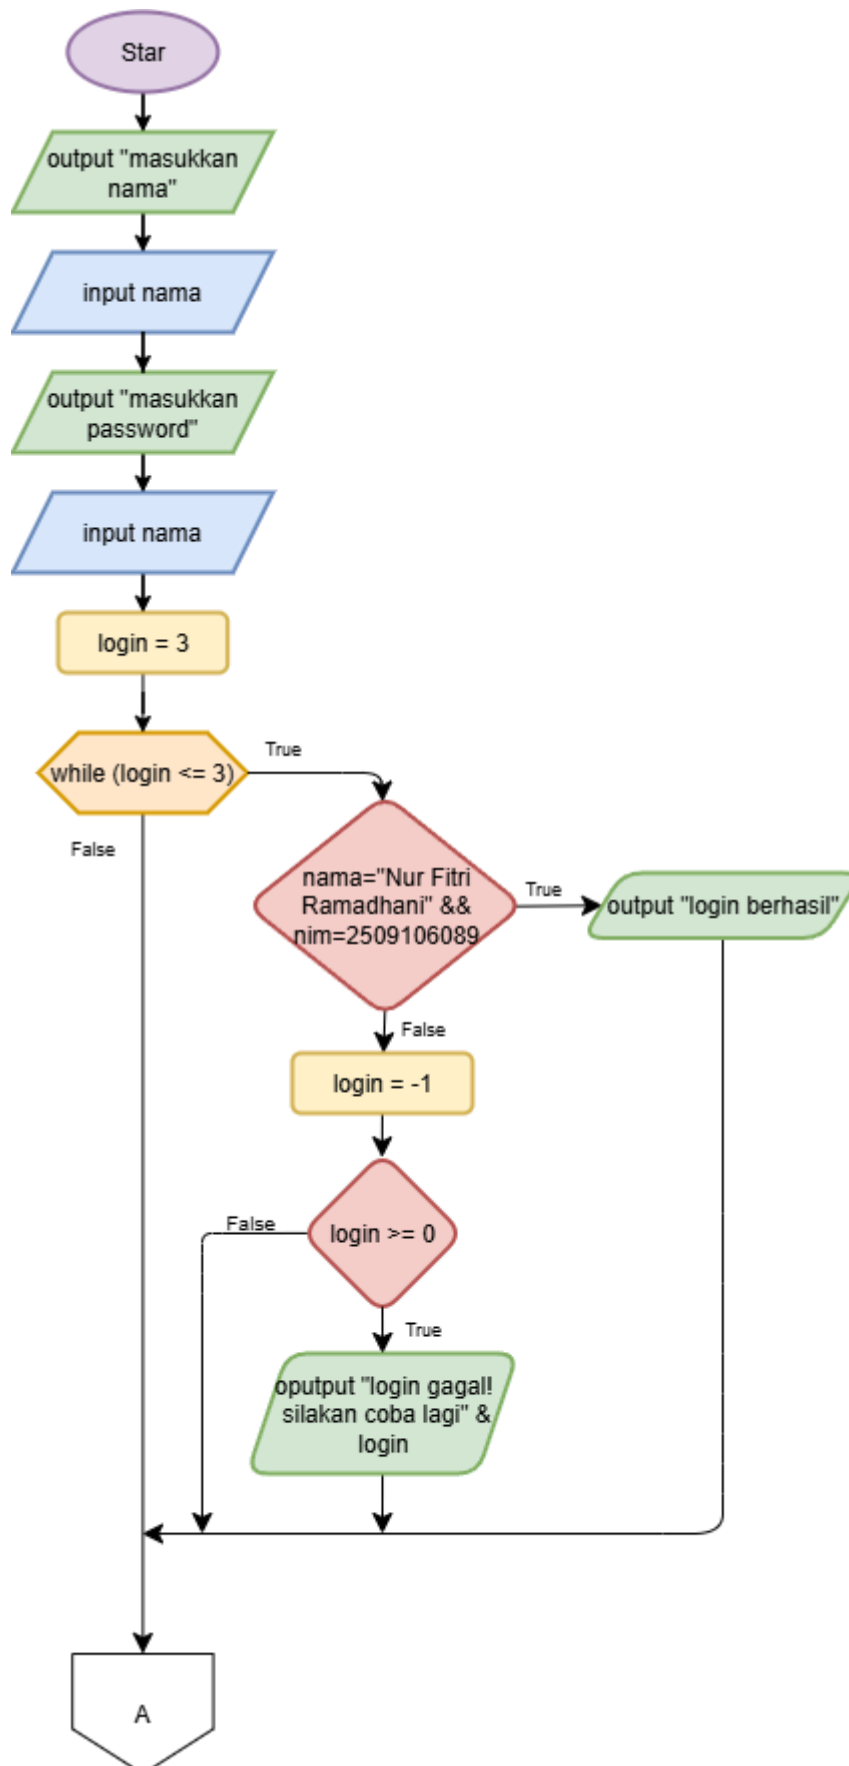 Star
output "masukkan
nama"
input nama
output "masukkan
password"
input nama
login = 3
while (login <= 3)
True
False
nama="Nur Fitri
Ramadhani" &&
nim=2509106089
True
output "login berhasil"
False
login = -1
login >= 0
False
True
oputput "login gagal!
silakan coba lagi" &
login
A